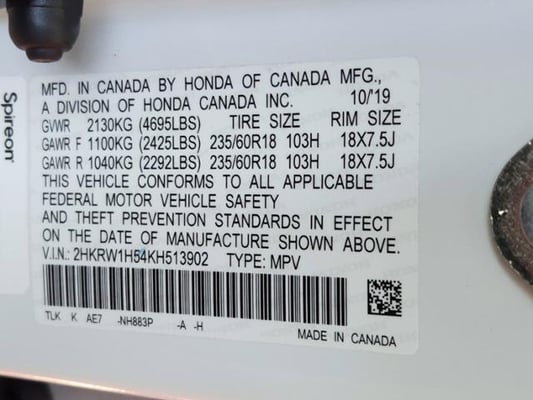 Spireon
MFD. IN CANADA BY HONDA OF CANADA MFG.,
A DIVISION OF HONDA CANADA INC. 10/'19
GVWR 2130KG (4695LBS) TIRE SIZE RIM SIZE
GAWR F 1100KG (2425LBS) 235/60R18 103H 18X7.5J
GAWR R 1040KG (2292LBS) 235/60R18 103H 18X7.5J
THIS VEHICLE CONFORMS TO ALL APPLICABLE
FEDERAL MOTOR VEHICLE SAFETY
AND THEFT PREVENTION STANDARDS IN EFFECT
ON THE DATE OF MANUFACTURE SHOWN ABOVE.
V.I.N.: 2HKRW1H54KH513902 TYPE: MPV
TLK K AE7 -NH883P -A -H
MADE IN CANADA